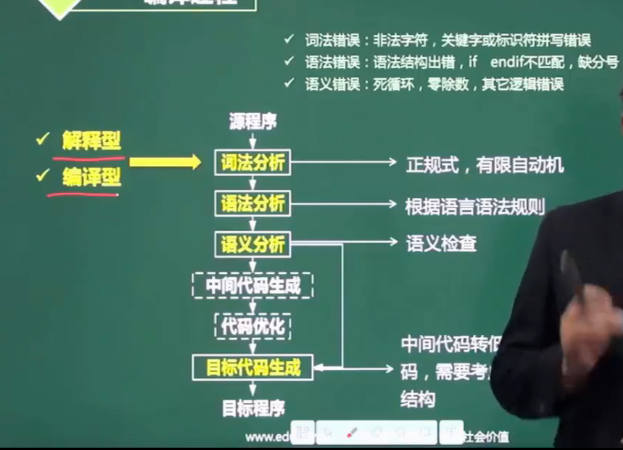 编译过程
词法错误：非法字符，关键字或标识符拼写错误
语法错误：语法结构出错，if endif不匹配，缺分号
语义错误：死循环，零除数，其它逻辑错误
解释型
编译型
源程序
词法分析
正规式，有限自动机
语法分析
根据语言语法规则
语义分析
语义检查
中间代码生成
代码优化
目标代码生成
中间代码转
码，需要考
结构
目标程序
www.edu
社会价值